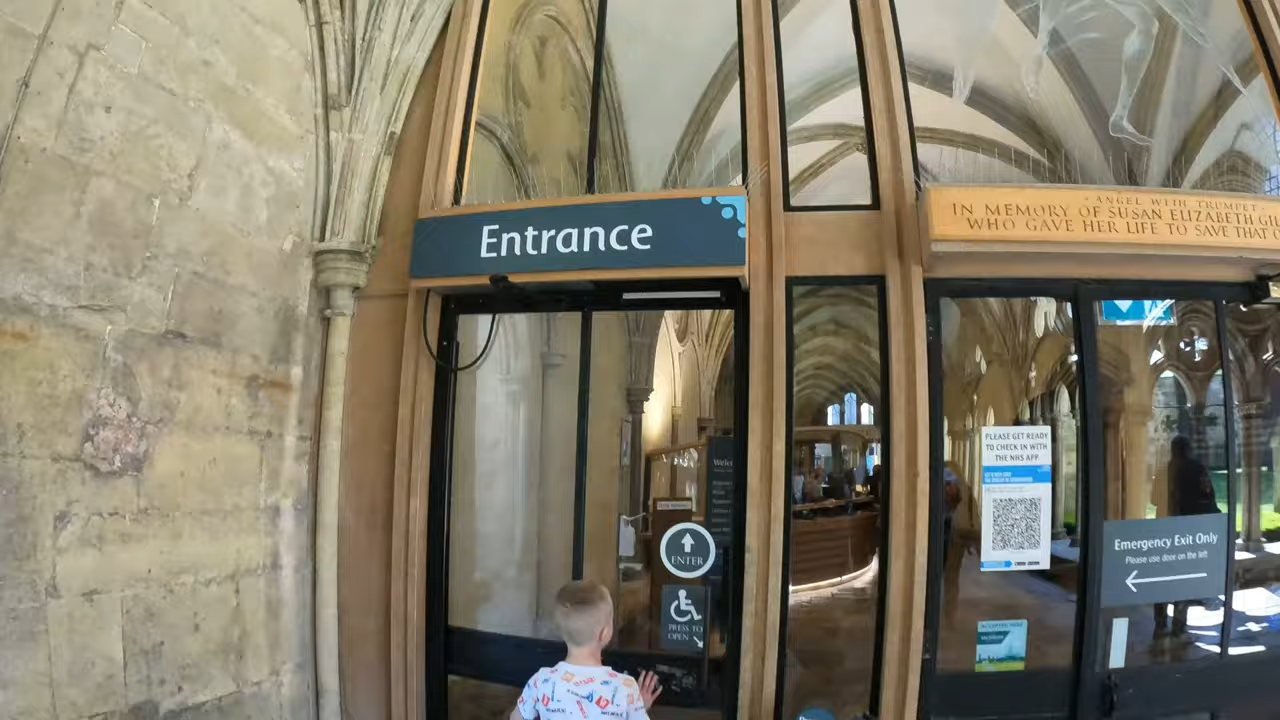 Entrance
ANGEL WITH TRUMPET
IN MEMORY OF SUSAN ELIZABETH
WHO GAVE HER LIFE TO SAVE THAT
PLEASE GET READY
TO CHECK IN WITH
THE NHS APP
Emergency Exit Only
Please use door on the left
ENTER
PRESS TO
OPEN